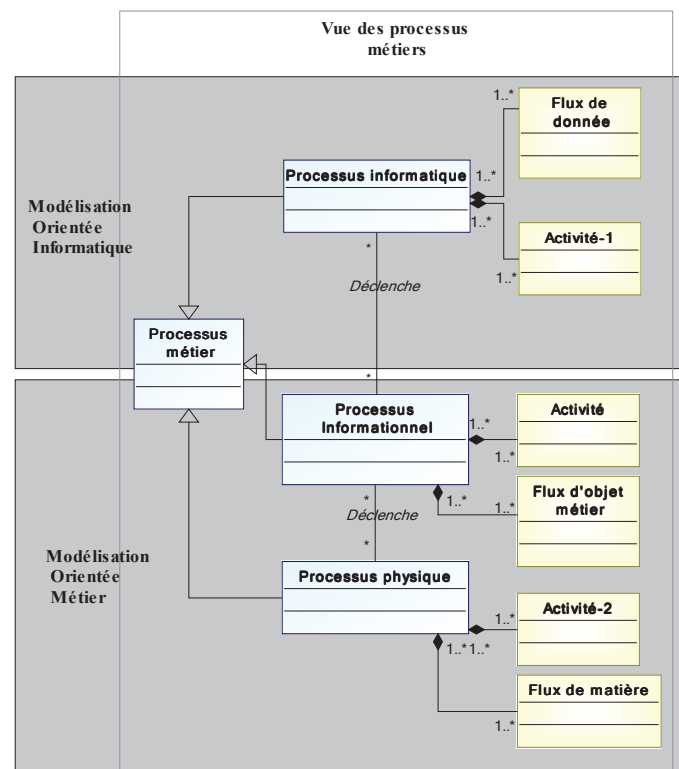 Vue des processus
métiers
1..*
Flux de
donnée
Processus informatique
1..*
Modélisation
Orientée
Informatique
1..*
Activité-1
*
1..*
Déclenche
Processus
métier
*
Processus
Informationnel
1..*
Activité
1..*
Flux d'objet
métier
*
1..*
1..*
Déclenche
*
Modélisation
Orientée
Métier
Processus physique
1..*
Activité-2
1..*
1..*
Flux de matière
1..*